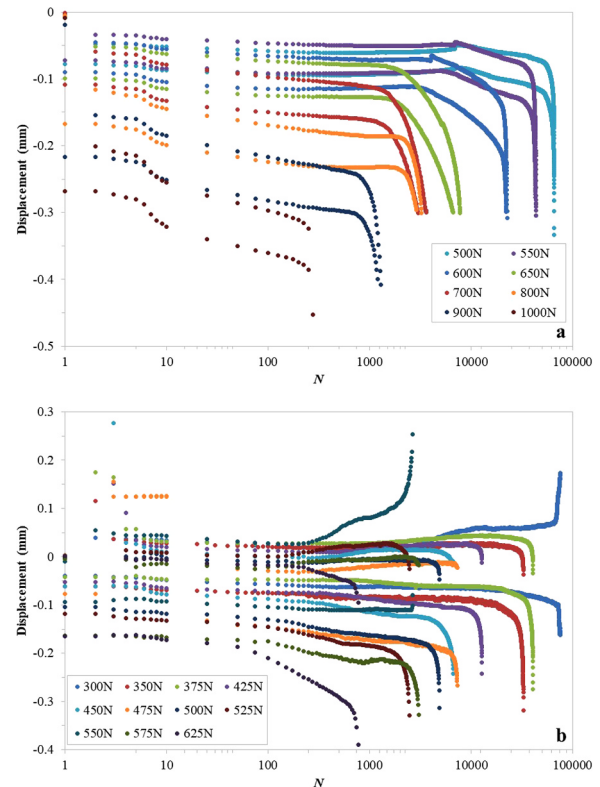 0
-0.1
-0.2
-0.3
-0.4
-0.5
Displacement (mm)
500N 550N
600N 650N
700N 800N
900N 1000N
a
1 10 100 1000 10000 100000
N
0.3
0.2
0.1
0
-0.1
-0.2
-0.3
-0.4
Displacement (mm)
300N 350N 375N 425N
450N 475N 500N 525N
550N 575N 625N
b
1 10 100 1000 10000 100000
N